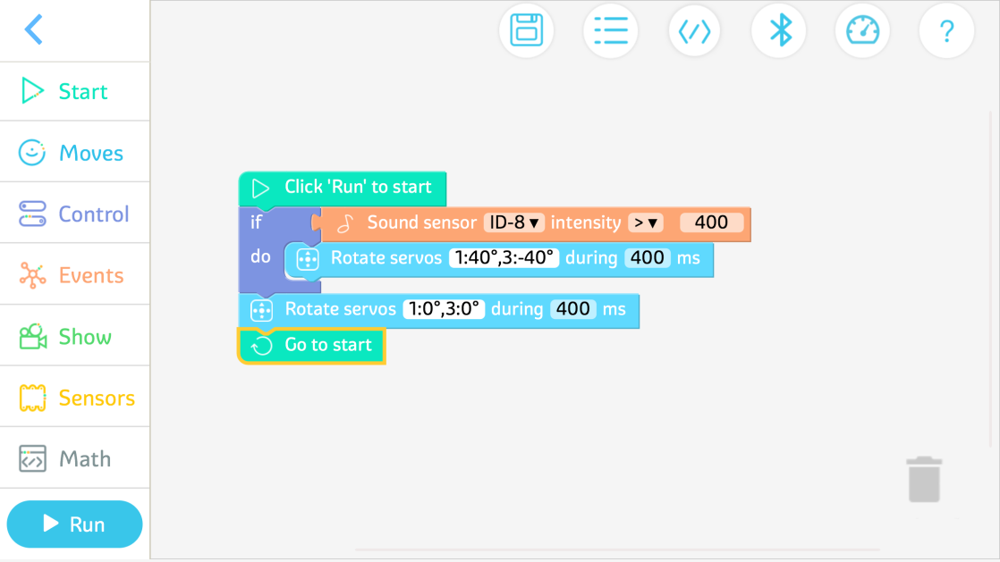 ?
Start
Moves
Control
Events
Show
Sensors
Math
Run
Click 'Run' to start
if Sound sensor ID-8▼ intensity >▼ 400
do Rotate servos 1:40°,3:-40° during 400 ms
Rotate servos 1:0°,3:0° during 400 ms
Go to start